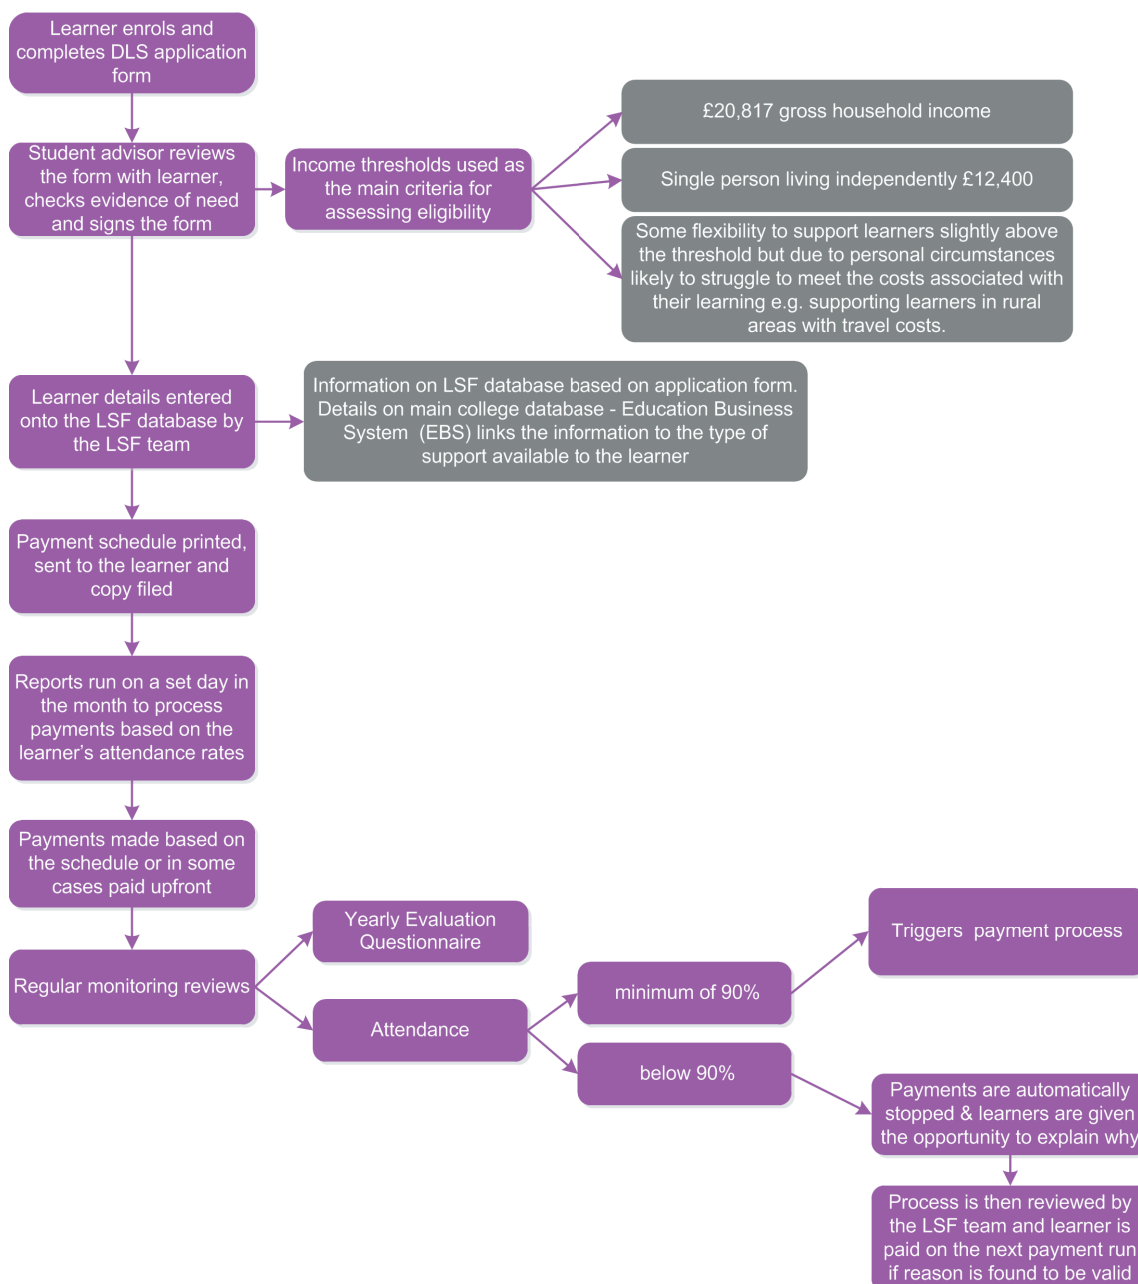 Learner enrols and
completes DLS application
form
Student advisor reviews
the form with learner,
checks evidence of need
and signs the form
Income thresholds used as
the main criteria for
assessing eligibility
£20,817 gross household income
Single person living independently £12,400
Some flexibility to support learners slightly above
the threshold but due to personal circumstances
likely to struggle to meet the costs associated with
their learning e.g. supporting learners in rural
areas with travel costs.
Learner details entered
onto the LSF database by
the LSF team
Information on LSF database based on application form.
Details on main college database - Education Business
System (EBS) links the information to the type of
support available to the learner
Payment schedule printed,
sent to the learner and
copy filed
Reports run on a set day in
the month to process
payments based on the
learner’s attendance rates
Payments made based on
the schedule or in some
cases paid upfront
Regular monitoring reviews
Yearly Evaluation
Questionnaire
Attendance
minimum of 90%
Triggers payment process
below 90%
Payments are automatically
stopped & learners are given
the opportunity to explain why
Process is then reviewed by
the LSF team and learner is
paid on the next payment run
if reason is found to be valid